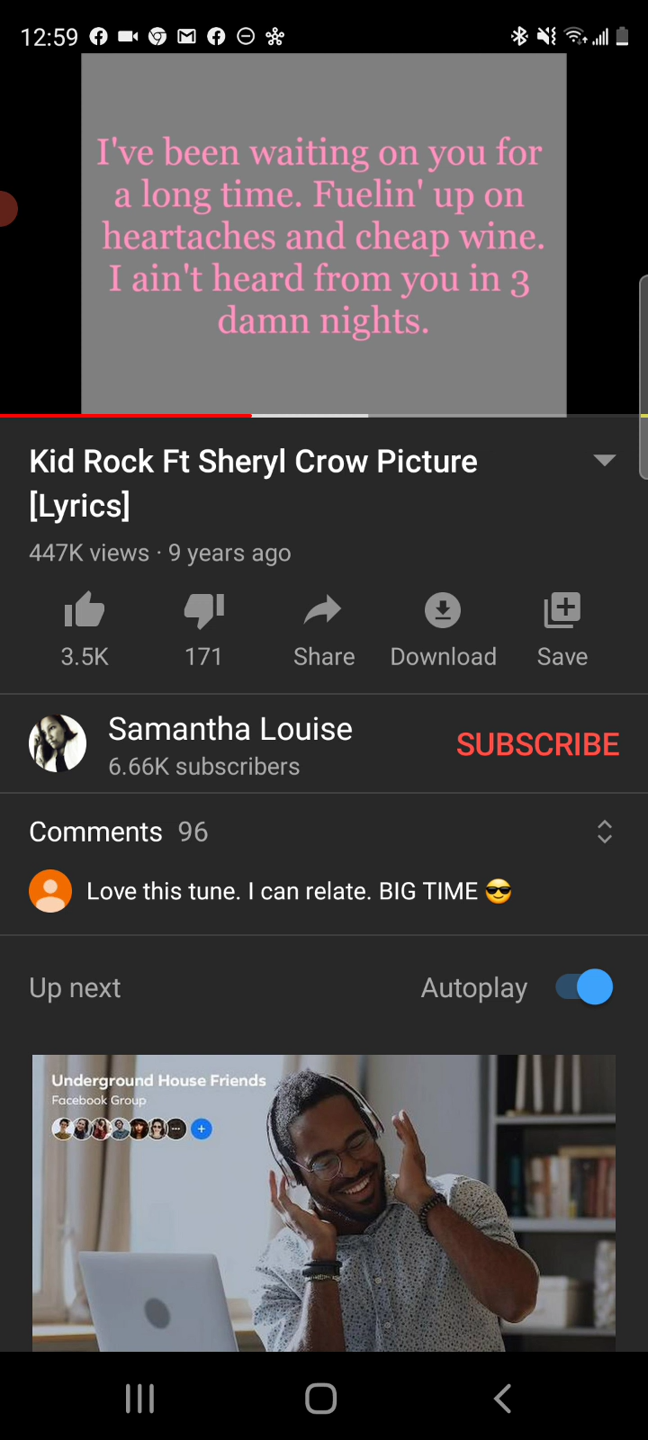 12:59
I've been waiting on you for
a long time. Fuelin' up on
heartaches and cheap wine.
I ain't heard from you in 3
damn nights.
Kid Rock Ft Sheryl Crow Picture
[Lyrics]
447K views · 9 years ago
3.5K 171 Share Download Save
Samantha Louise
6.66K subscribers
SUBSCRIBE
Comments 96
Love this tune. I can relate. BIG TIME 😎
Up next Autoplay
Underground House Friends
Facebook Group